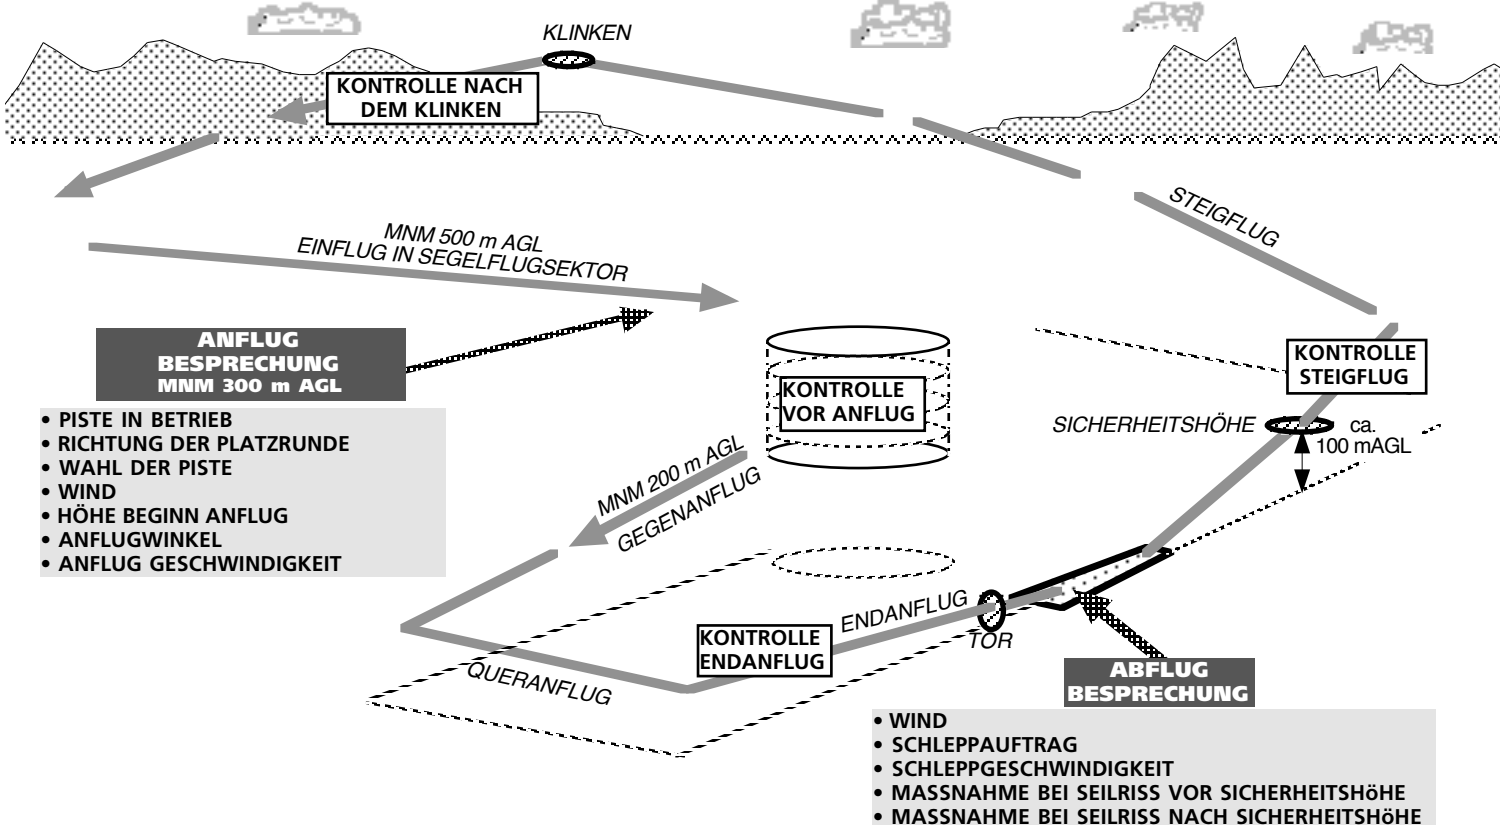 KLINKEN
KONTROLLE NACH
DEM KLINKEN
STEIGFLUG
MNM 500 m AGL
EINFLUG IN SEGELFLUGSEKTOR
ANFLUG
BESPRECHUNG
MNM 300 m AGL
• PISTE IN BETRIEB
• RICHTUNG DER PLATZRUNDE
• WAHL DER PISTE
• WIND
• HÖHE BEGINN ANFLUG
• ANFLUGWINKEL
• ANFLUG GESCHWINDIGKEIT
KONTROLLE
VOR ANFLUG
KONTROLLE
STEIGFLUG
SICHERHEITSHÖHE
ca.
100 mAGL
MNM 200 m AGL
GEGENANFLUG
QUERANFLUG
KONTROLLE
ENDANFLUG
ENDANFLUG
TOR
ABFLUG
BESPRECHUNG
• WIND
• SCHLEPPAUFTRAG
• SCHLEPPGESCHWINDIGKEIT
• MASSNAHME BEI SEILRISS VOR SICHERHEITSHöHE
• MASSNAHME BEI SEILRISS NACH SICHERHEITSHöHE